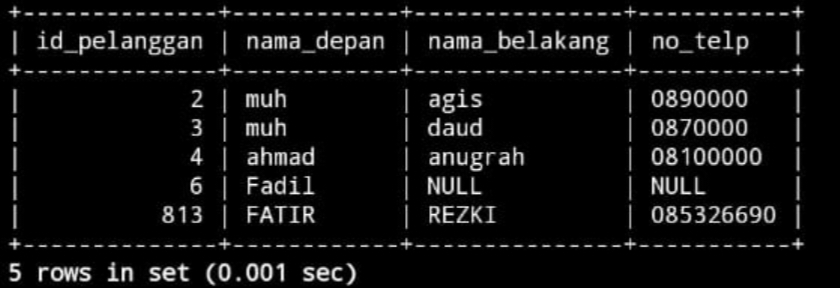 +--------------+------------+---------------+-----------+
| id_pelanggan | nama_depan | nama_belakang | no_telp   |
+--------------+------------+---------------+-----------+
|            2 | muh        | agis          | 0890000   |
|            3 | muh        | daud          | 0870000   |
|            4 | ahmad      | anugrah       | 08100000  |
|            6 | Fadil      | NULL          | NULL      |
|          813 | FATIR      | REZKI         | 085326690 |
+--------------+------------+---------------+-----------+
5 rows in set (0.001 sec)